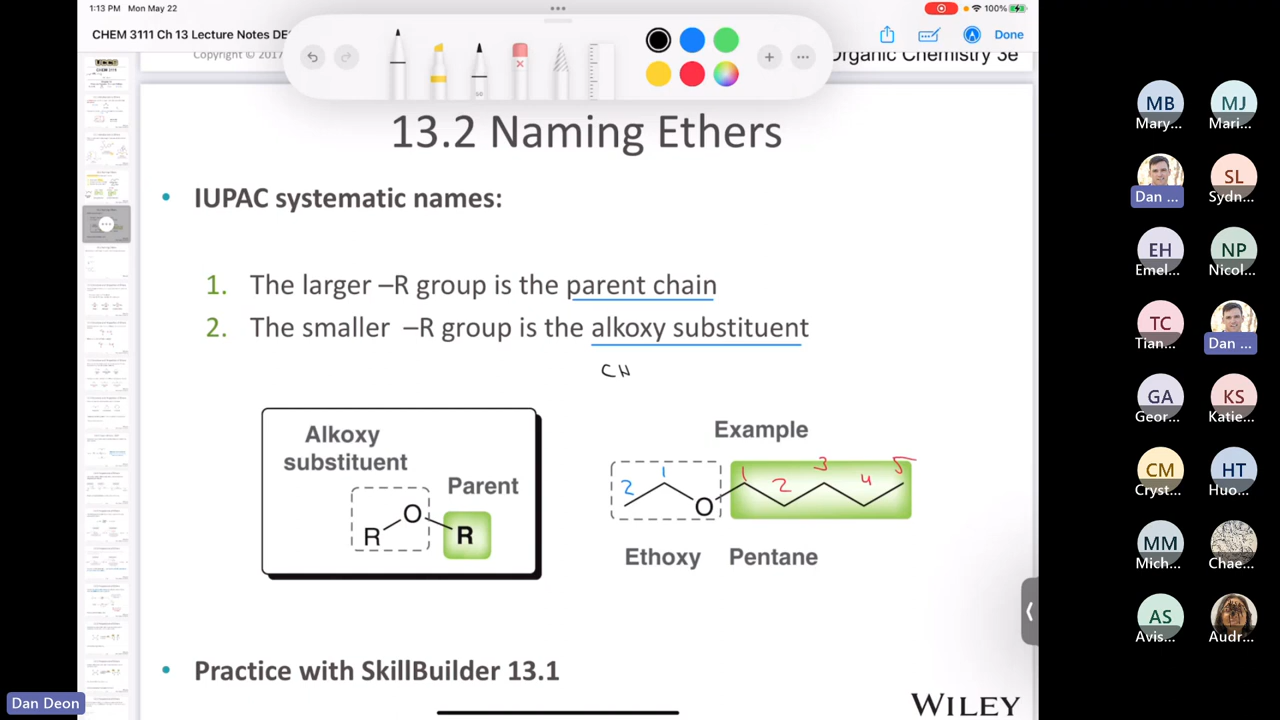 1:13 PM Mon May 22
100%
CHEM 3111 Ch 13 Lecture Notes DE
Done
Copyright © 2017
Organic Chemistry 3e
13.2 Naming Ethers
• IUPAC systematic names:
1. The larger –R group is the parent chain
2. The smaller –R group is the alkoxy substituent
CH
Alkoxy
substituent
Parent
R O R
Example
2 1 O 1 2 3 4 5
Ethoxy Pentane
• Practice with SkillBuilder 13.1
WILEY
Dan Deon
MB MJ
Mary... Mari...
SL
Dan ... Sydn...
EH NP
Emel... Nicol...
TC
Tian... Dan ...
GA KS
Geor... Katie...
CM HT
Cryst... Huo...
MM
Mich... Chae...
AS
Avis... Audr...